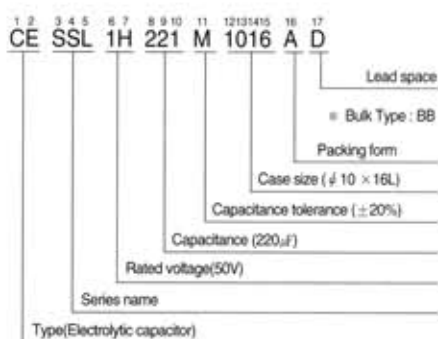 1 2 3 4 5 6 7 8 9 10 11 12 13 14 15 16 17
CE SSL 1H 221 M 1016 A D
Lead space
※ Bulk Type : BB
Packing form
Case size (ϕ 10 ×16L)
Capacitance tolerance (±20%)
Capacitance (220㎌)
Rated voltage(50V)
Series name
Type(Electrolytic capacitor)